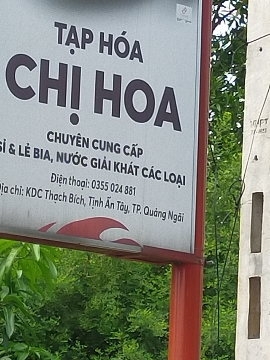 TẠP HÓA
CHỊ HOA
CHUYÊN CUNG CẤP
SỈ & LẺ BIA, NƯỚC GIẢI KHÁT CÁC LOẠI
Điện thoại: 0355 024 881
Địa chỉ: KDC Thạch Bích, Tịnh Ấn Tây, TP. Quảng Ngãi